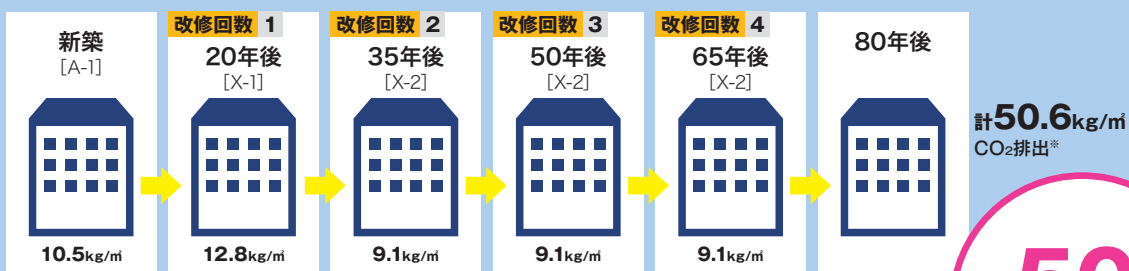 新築
[A-1]
10.5kg/㎡
改修回数 1
20年後
[X-1]
12.8kg/㎡
改修回数 2
35年後
[X-2]
9.1kg/㎡
改修回数 3
50年後
[X-2]
9.1kg/㎡
改修回数 4
65年後
[X-2]
9.1kg/㎡
80年後
計50.6kg/㎡
CO₂排出※